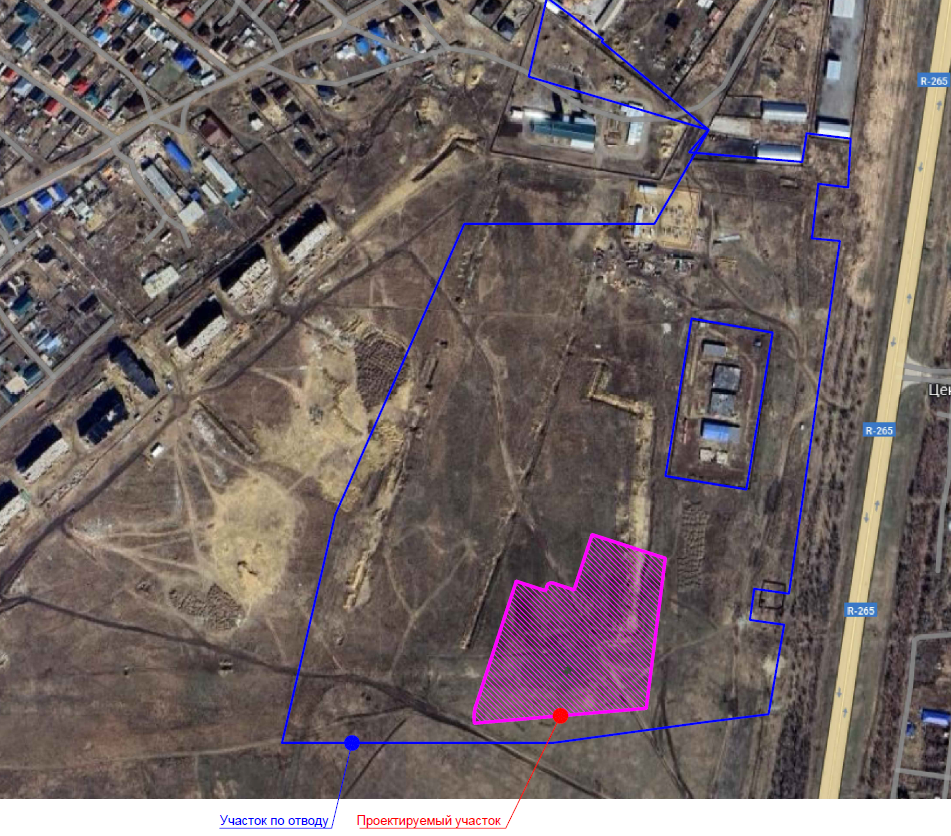 R-265
Цен
R-265
R-265
Участок по отводу
Проектируемый участок